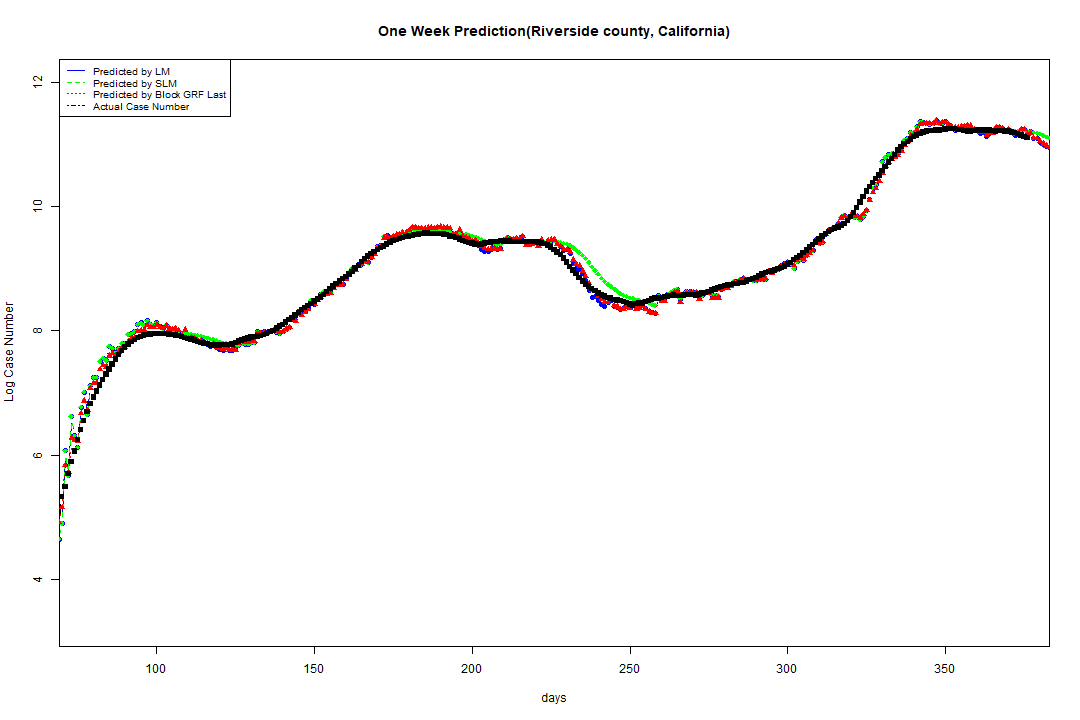 One Week Prediction(Riverside county, California)
Predicted by LM
Predicted by SLM
Predicted by Block GRF Last
Actual Case Number
12
10
8
6
4
Log Case Number
100 150 200 250 300 350
days